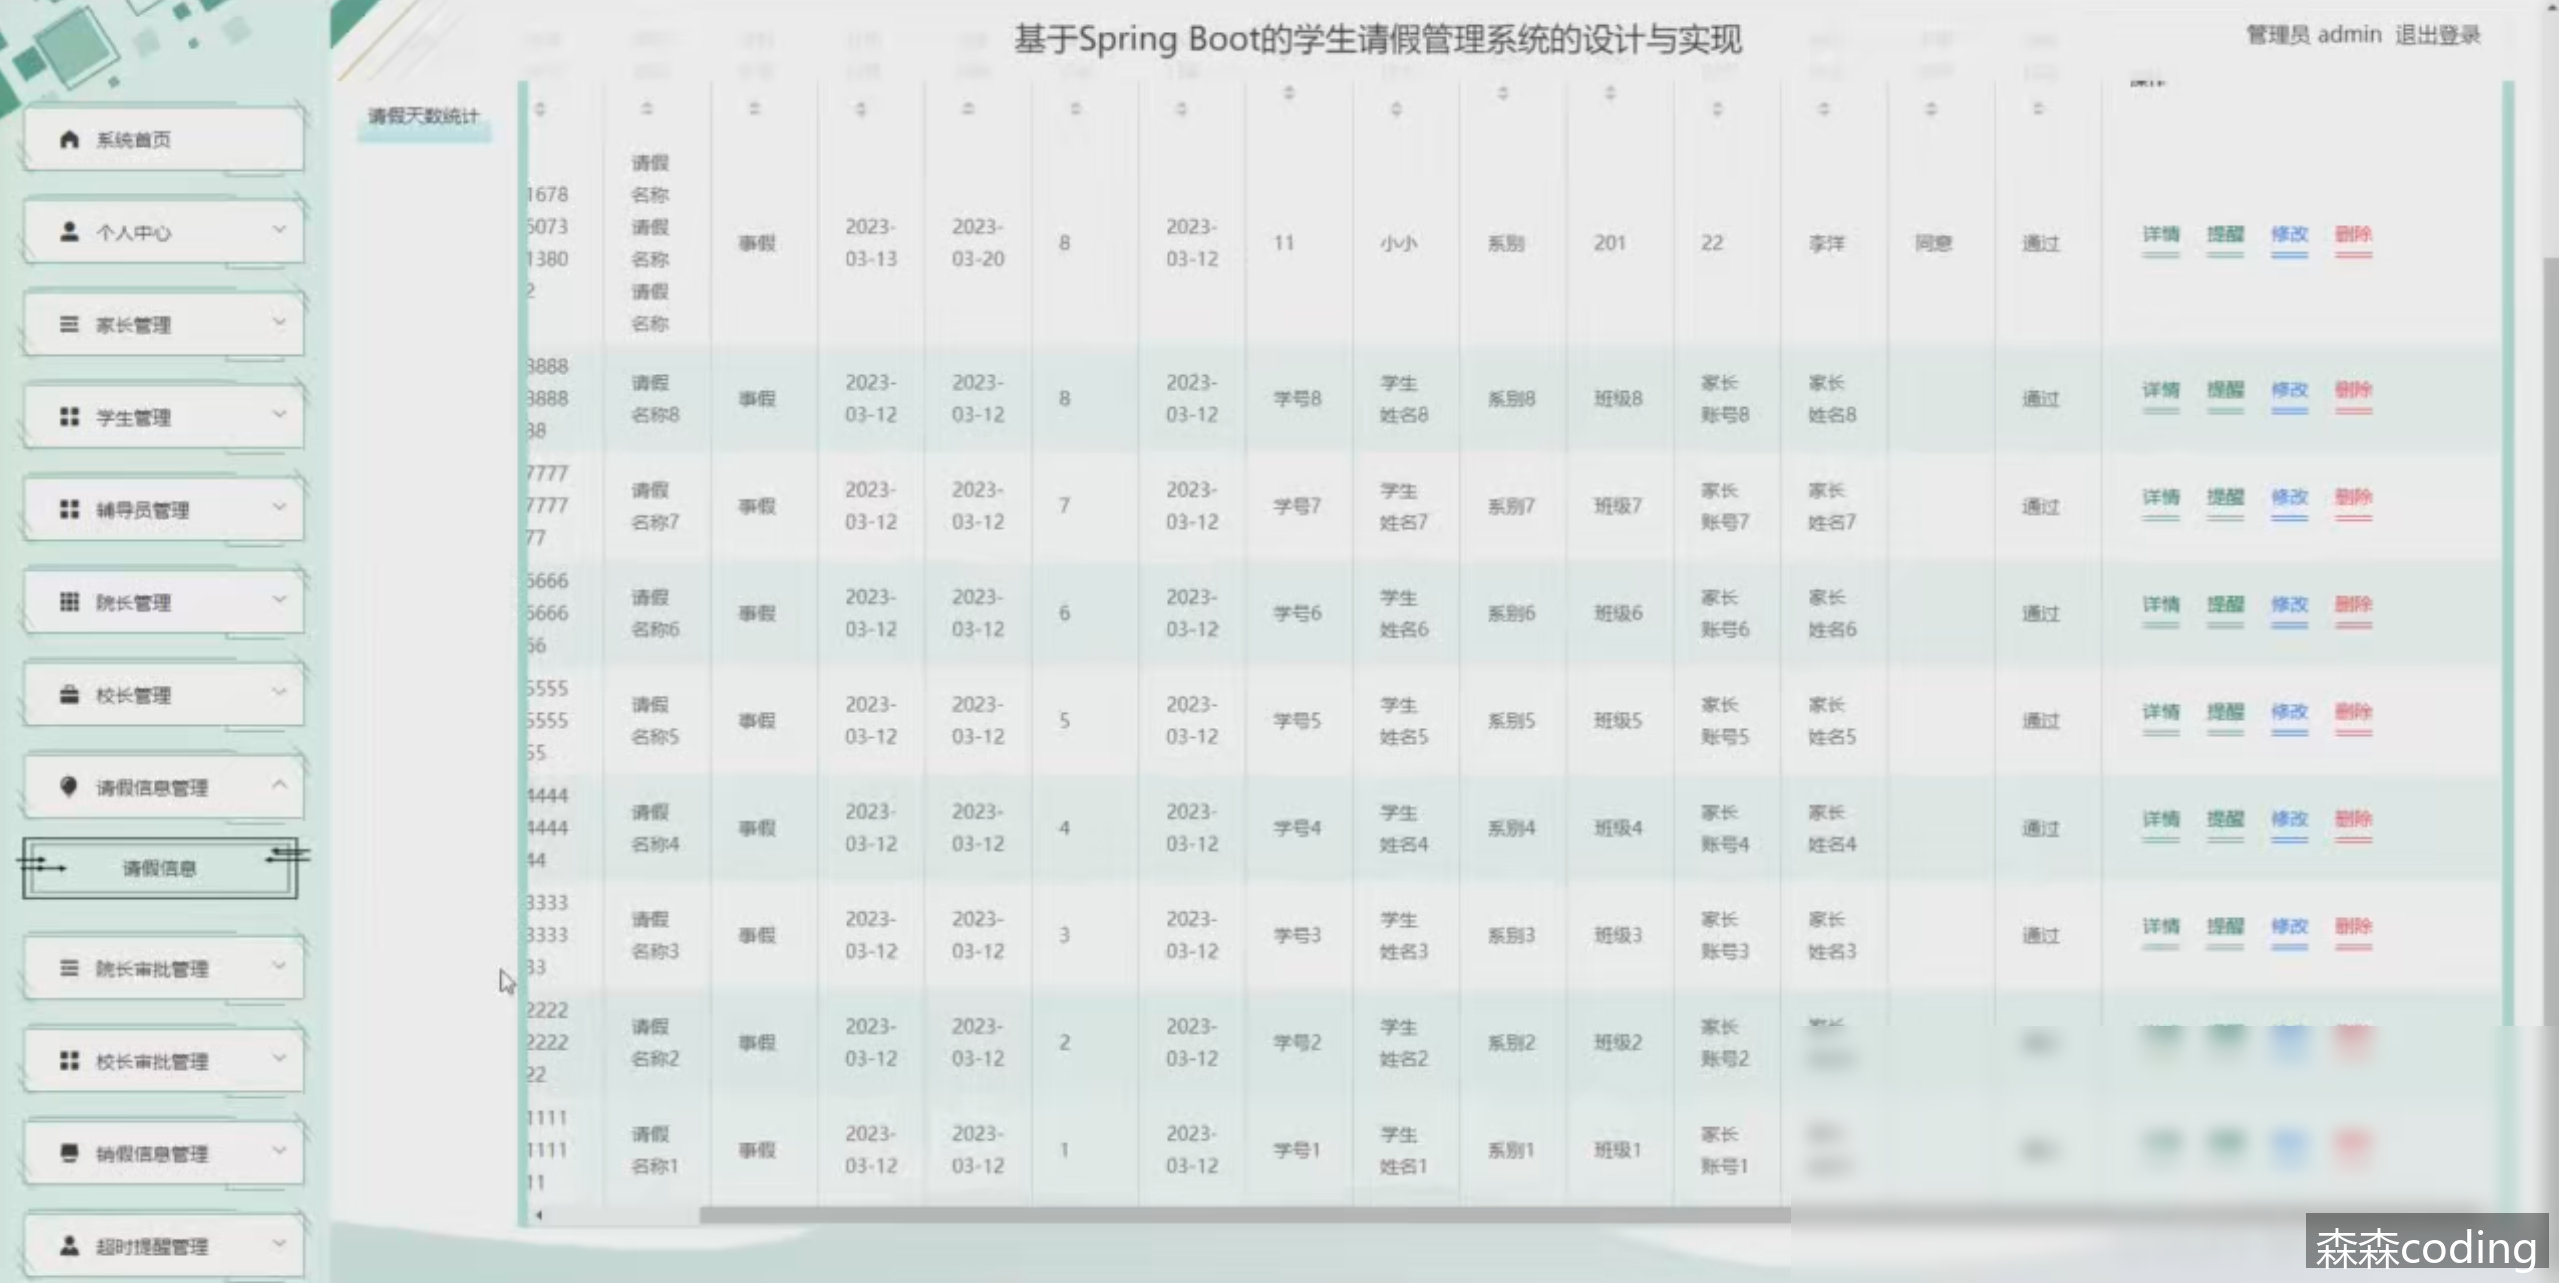 基于Spring Boot的学生请假管理系统的设计与实现
管理员 admin 退出登录
系统首页
个人中心
家长管理
学生管理
辅导员管理
院长管理
校长管理
请假信息管理
请假信息
院长审批管理
校长审批管理
销假信息管理
超时提醒管理
请假天数统计
1678
5073
1380
2
请假
名称
请假
名称
请假
名称
事假
2023-
03-13
2023-
03-20
8
2023-
03-12
11
小小
系别
201
22
李洋
同意
通过
详情 提醒 修改 删除
8888
8888
88
请假
名称8
事假
2023-
03-12
2023-
03-12
8
2023-
03-12
学号8
学生
姓名8
系别8
班级8
家长
账号8
家长
姓名8
通过
详情 提醒 修改 删除
7777
7777
77
请假
名称7
事假
2023-
03-12
2023-
03-12
7
2023-
03-12
学号7
学生
姓名7
系别7
班级7
家长
账号7
家长
姓名7
通过
详情 提醒 修改 删除
6666
6666
66
请假
名称6
事假
2023-
03-12
2023-
03-12
6
2023-
03-12
学号6
学生
姓名6
系别6
班级6
家长
账号6
家长
姓名6
通过
详情 提醒 修改 删除
5555
5555
55
请假
名称5
事假
2023-
03-12
2023-
03-12
5
2023-
03-12
学号5
学生
姓名5
系别5
班级5
家长
账号5
家长
姓名5
通过
详情 提醒 修改 删除
4444
4444
44
请假
名称4
事假
2023-
03-12
2023-
03-12
4
2023-
03-12
学号4
学生
姓名4
系别4
班级4
家长
账号4
家长
姓名4
通过
详情 提醒 修改 删除
3333
3333
33
请假
名称3
事假
2023-
03-12
2023-
03-12
3
2023-
03-12
学号3
学生
姓名3
系别3
班级3
家长
账号3
家长
姓名3
通过
详情 提醒 修改 删除
2222
2222
22
请假
名称2
事假
2023-
03-12
2023-
03-12
2
2023-
03-12
学号2
学生
姓名2
系别2
班级2
家长
账号2
1111
1111
11
请假
名称1
事假
2023-
03-12
2023-
03-12
1
2023-
03-12
学号1
学生
姓名1
系别1
班级1
家长
账号1
森森coding